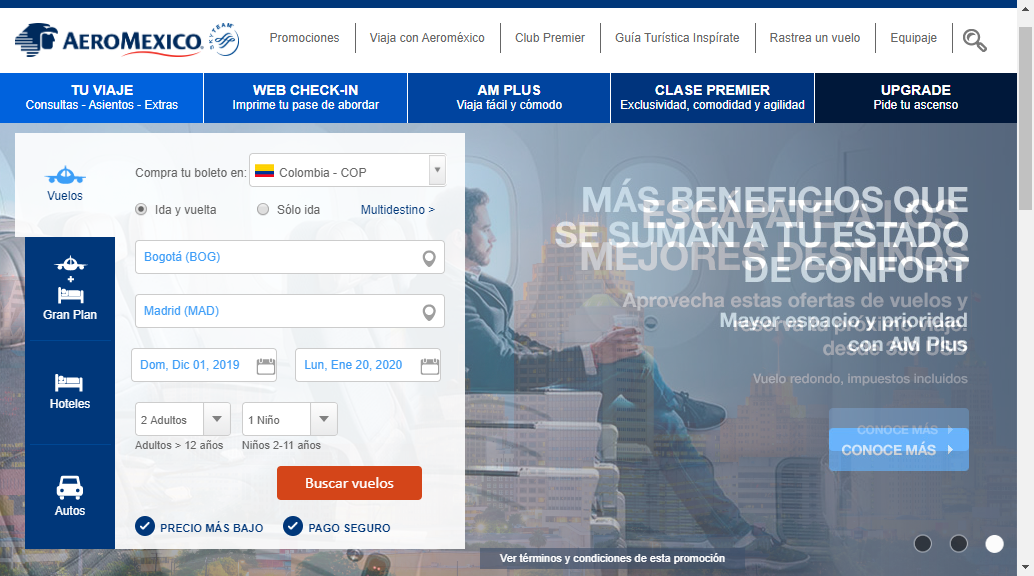 AEROMEXICO. SKYTEAM
Promociones
Viaja con Aeroméxico
Club Premier
Guía Turística Inspírate
Rastrea un vuelo
Equipaje
TU VIAJE
Consultas - Asientos - Extras
WEB CHECK-IN
Imprime tu pase de abordar
AM PLUS
Viaja fácil y cómodo
CLASE PREMIER
Exclusividad, comodidad y agilidad
UPGRADE
Pide tu ascenso
Vuelos
Gran Plan
Hoteles
Autos
Compra tu boleto en:
Colombia - COP
Ida y vuelta
Sólo ida
Multidestino >
Bogotá (BOG)
Madrid (MAD)
Dom, Dic 01, 2019
Lun, Ene 20, 2020
2 Adultos
1 Niño
Adultos > 12 años
Niños 2-11 años
Buscar vuelos
PRECIO MÁS BAJO
PAGO SEGURO
MÁS BENEFICIOS QUE
SE SUMAN A TU ESTADO
DE CONFORT
Mayor espacio y prioridad
con AM Plus
CONOCE MÁS
ESCÁPATE A LOS
MEJORES DESTINOS
Aprovecha estas ofertas de vuelos y
tu próximo viaje!
desde 399 USD
Vuelo redondo, impuestos incluidos
CONOCE MÁS
Ver términos y condiciones de esta promoción